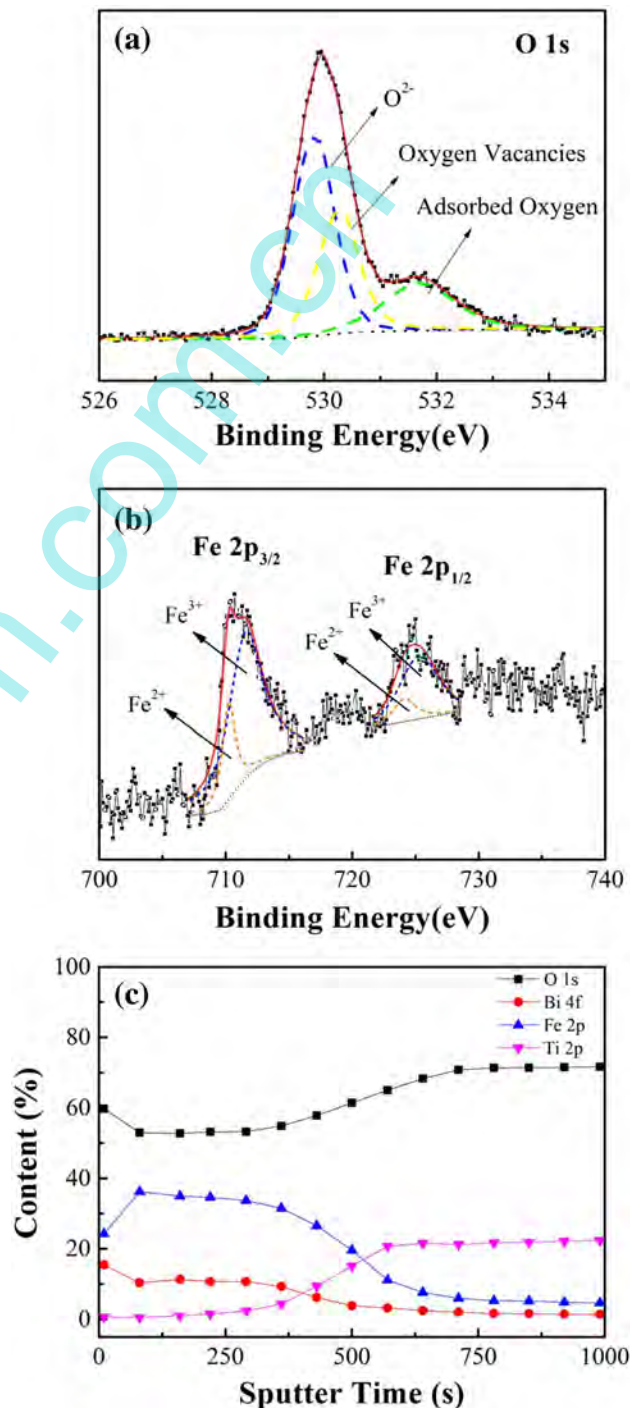 (a)
O 1s
O²⁻
Oxygen Vacancies
Adsorbed Oxygen
526 528 530 532 534
Binding Energy(eV)
(b)
Fe 2p₃/₂
Fe 2p₁/₂
Fe³⁺
Fe³⁺
Fe²⁺
Fe²⁺
700 710 720 730 740
Binding Energy(eV)
(c)
O 1s
Bi 4f
Fe 2p
Ti 2p
100
80
60
40
20
0
Content (%)
0 250 500 750 1000
Sputter Time (s)
n.com.cn